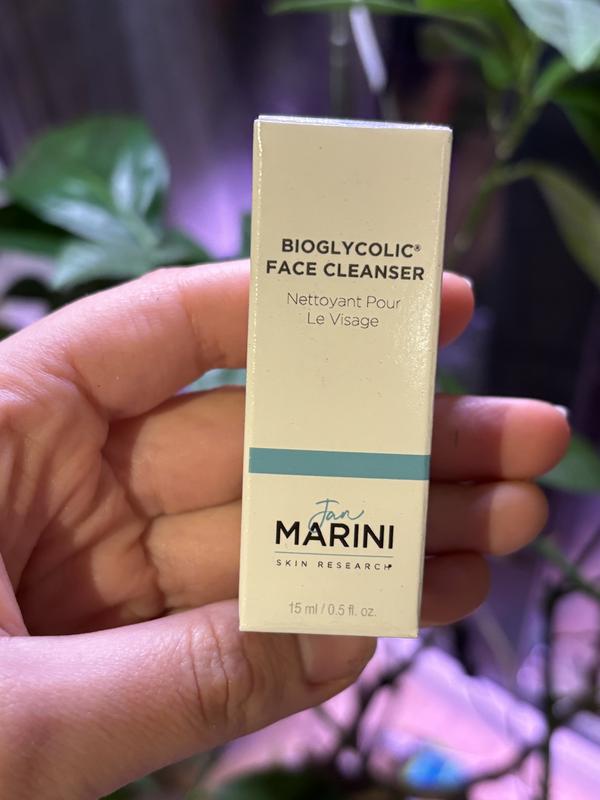 BIOGLYCOLIC®
FACE CLEANSER
Nettoyant Pour
Le Visage
Jan
MARINI
SKIN RESEARCH
15 ml / 0.5 fl. oz.